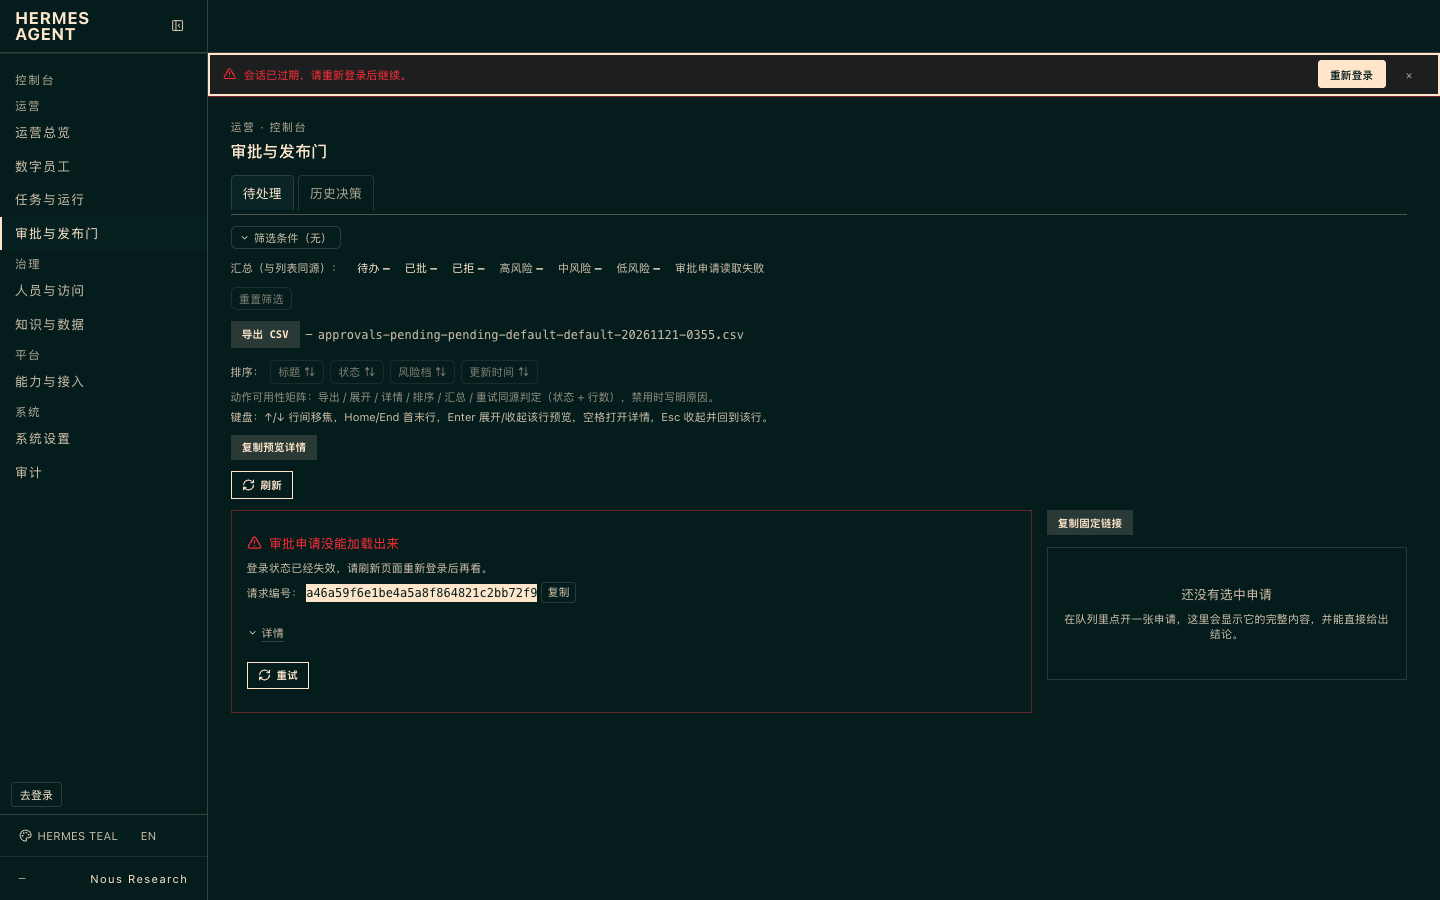 HERMES
AGENT
控制台
运营
运营总览
数字员工
任务与运行
审批与发布门
治理
人员与访问
知识与数据
平台
能力与接入
系统
系统设置
审计
去登录
HERMES TEAL EN
— Nous Research
会话已过期，请重新登录后继续。 重新登录 ×
运营 · 控制台
审批与发布门
待处理 历史决策
筛选条件（无）
汇总（与列表同源）： 待办 — 已批 — 已拒 — 高风险 — 中风险 — 低风险 — 审批申请读取失败
重置筛选
导出 CSV — approvals-pending-pending-default-default-20261121-0355.csv
排序： 标题 ⇅ 状态 ⇅ 风险档 ⇅ 更新时间 ⇅
动作可用性矩阵：导出 / 展开 / 详情 / 排序 / 汇总 / 重试同源判定（状态 + 行数），禁用时写明原因。
键盘：↑/↓ 行间移焦，Home/End 首末行，Enter 展开/收起该行预览，空格打开详情，Esc 收起并回到该行。
复制预览详情
刷新
审批申请没能加载出来
登录状态已经失效，请刷新页面重新登录后再看。
请求编号： a46a59f6e1be4a5a8f864821c2bb72f9 复制
详情
重试
复制固定链接
还没有选中申请
在队列里点开一张申请，这里会显示它的完整内容，并能直接给出
结论。